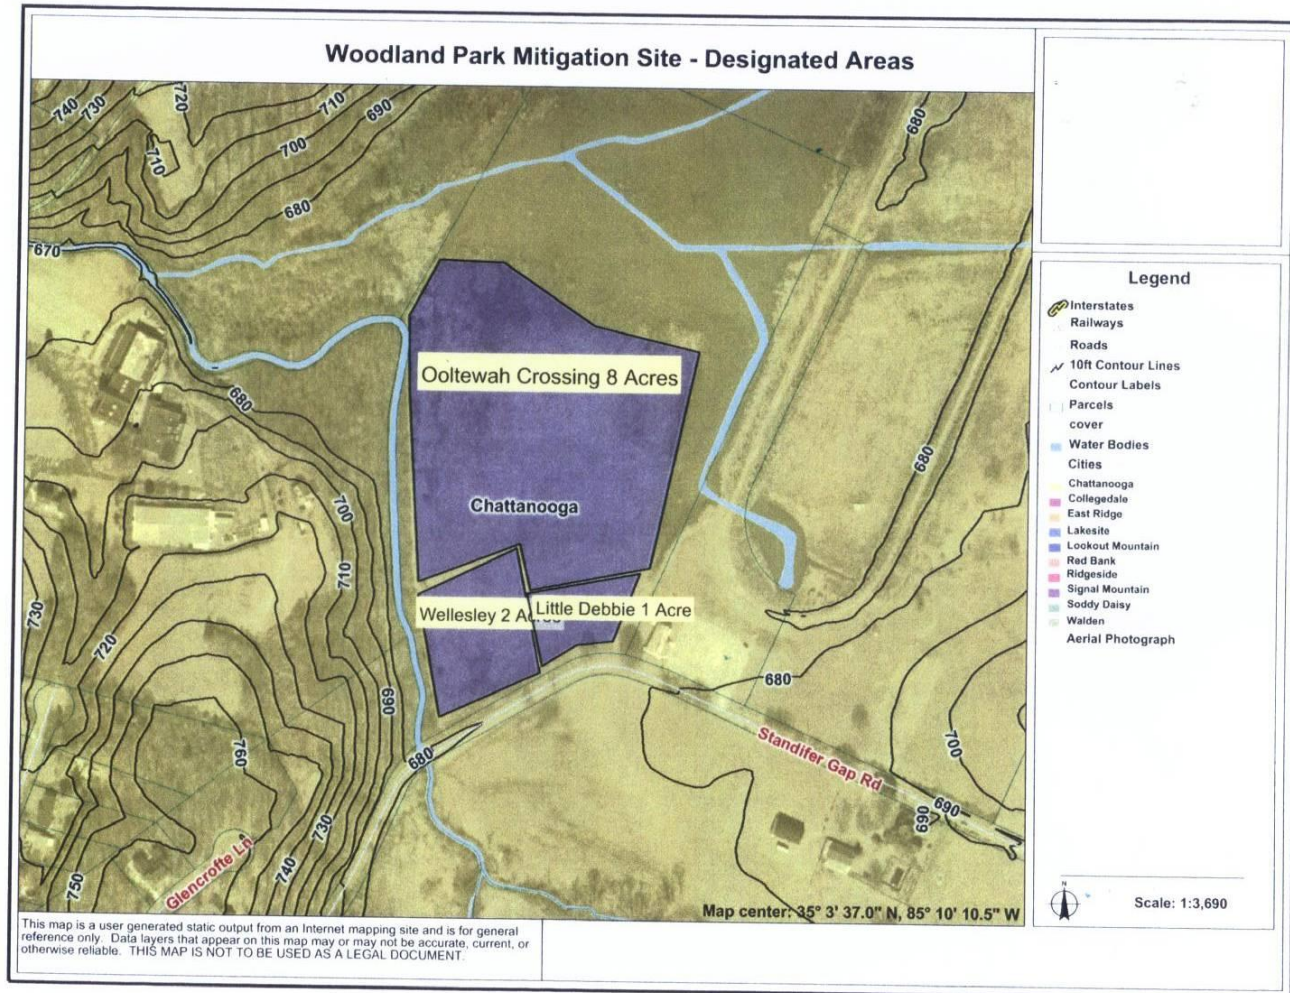 Woodland Park Mitigation Site - Designated Areas
740
730
720
710
710
700
690
680
680
670
680
Ooltewah Crossing 8 Acres
Chattanooga
Wellesley 2
Little Debbie 1 Acre
700
710
690
680
680
680
730
720
760
730
740
750
700
690
690
Standifer Gap Rd
Glencrofte Ln
Map center: 35° 3' 37.0" N, 85° 10' 10.5" W
Legend
Interstates
Railways
Roads
10ft Contour Lines
Contour Labels
Parcels
cover
Water Bodies
Cities
Chattanooga
Collegedale
East Ridge
Lakesite
Lookout Mountain
Red Bank
Ridgeside
Signal Mountain
Soddy Daisy
Walden
Aerial Photograph
N
Scale: 1:3,690
This map is a user generated static output from an Internet mapping site and is for general
reference only. Data layers that appear on this map may or may not be accurate, current, or
otherwise reliable. THIS MAP IS NOT TO BE USED AS A LEGAL DOCUMENT.